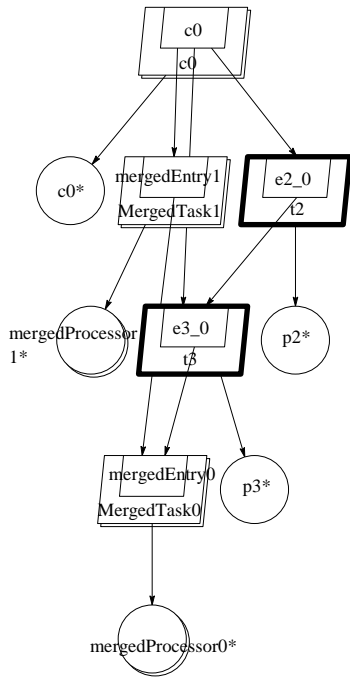 c0
c0
c0*
mergedEntry1
MergedTask1
e2_0
t2
mergedProcessor
1*
e3_0
t3
p2*
mergedEntry0
MergedTask0
p3*
mergedProcessor0*